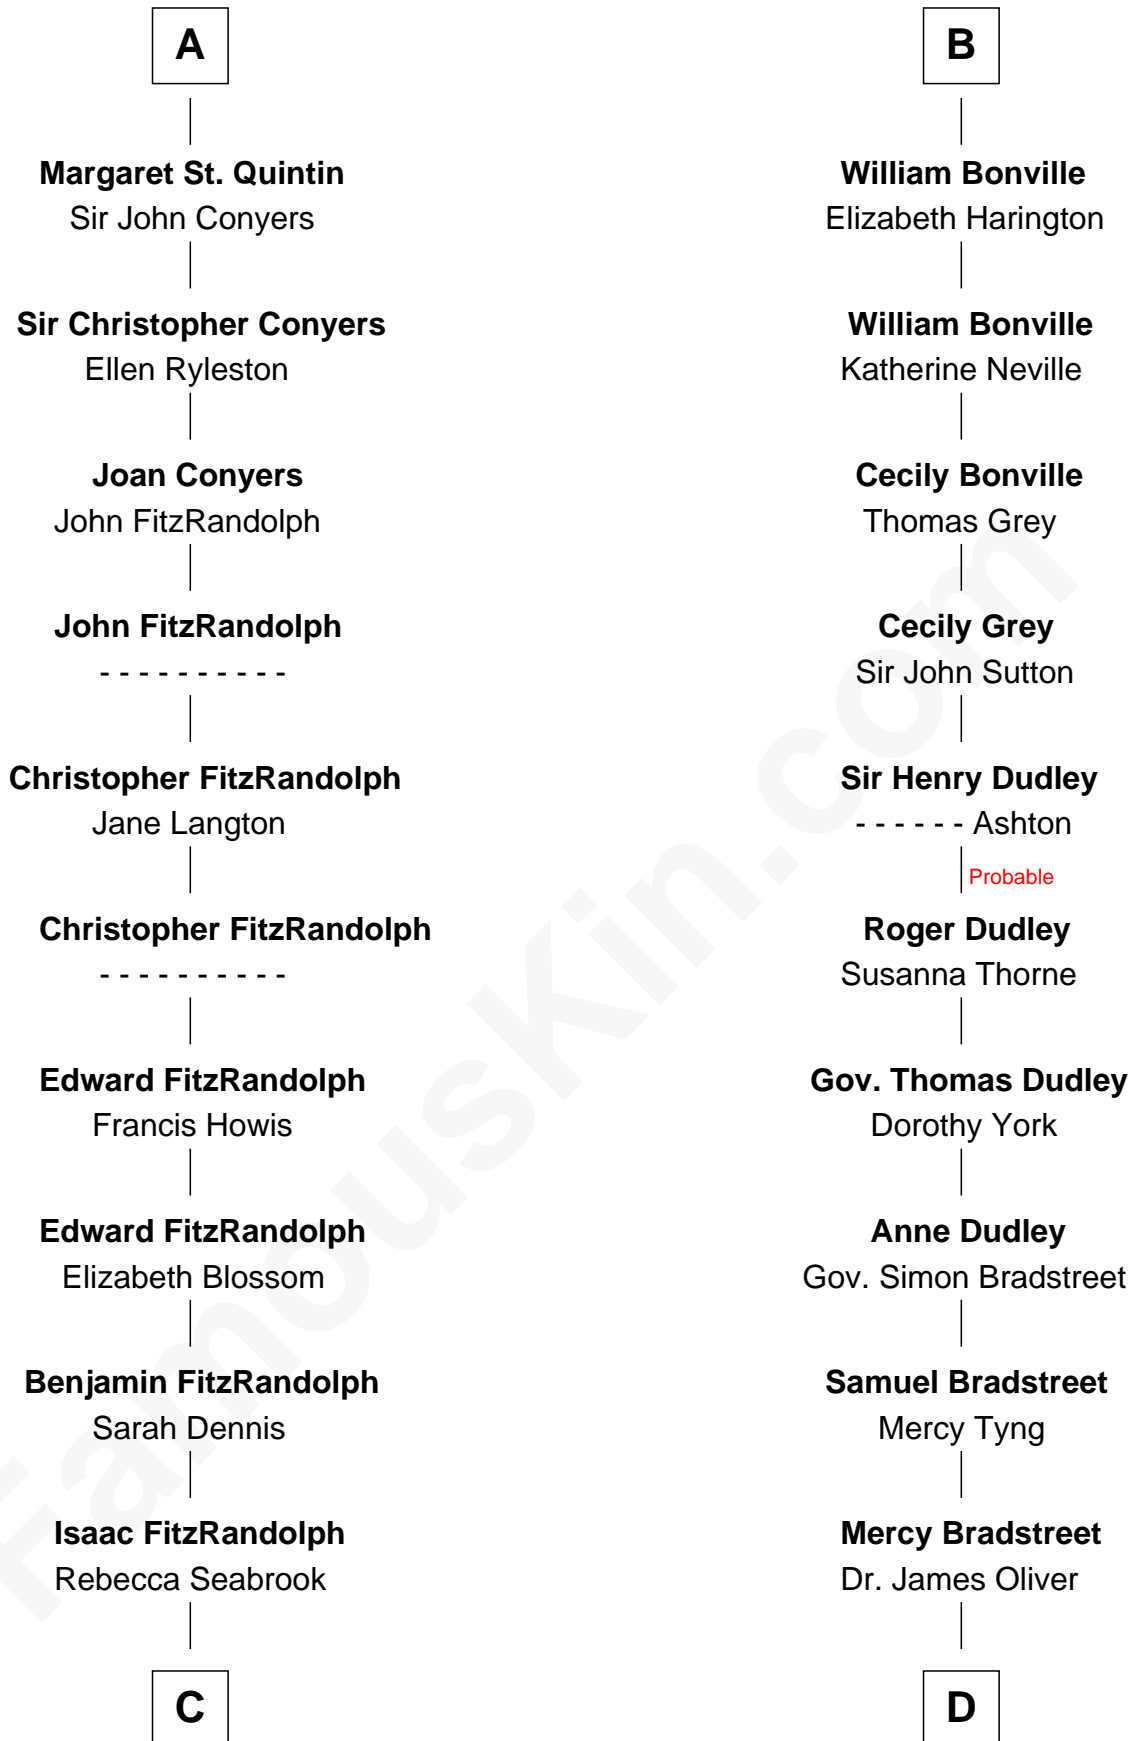 A
Margaret St. Quintin
Sir John Conyers
Sir Christopher Conyers
Ellen Ryleston
Joan Conyers
John FitzRandolph
John FitzRandolph
- - - - - - - - - -
Christopher FitzRandolph
Jane Langton
Christopher FitzRandolph
- - - - - - - - - -
Edward FitzRandolph
Francis Howis
Edward FitzRandolph
Elizabeth Blossom
Benjamin FitzRandolph
Sarah Dennis
Isaac FitzRandolph
Rebecca Seabrook
C
B
William Bonville
Elizabeth Harington
William Bonville
Katherine Neville
Cecily Bonville
Thomas Grey
Cecily Grey
Sir John Sutton
Sir Henry Dudley
- - - - - - Ashton
Probable
Roger Dudley
Susanna Thorne
Gov. Thomas Dudley
Dorothy York
Anne Dudley
Gov. Simon Bradstreet
Samuel Bradstreet
Mercy Tyng
Mercy Bradstreet
Dr. James Oliver
D
FamousKin.com